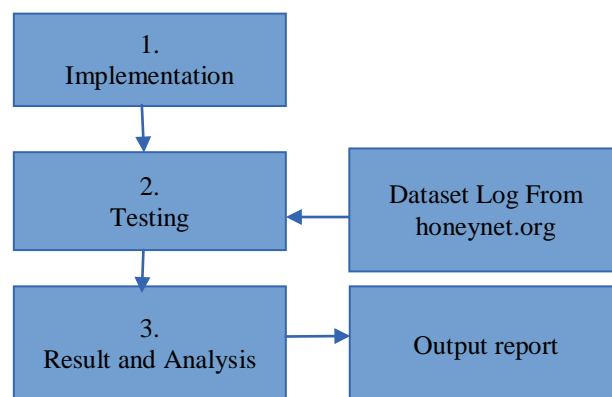 1.
Implementation
2.
Testing
Dataset Log From
honeynet.org
3.
Result and Analysis
Output report